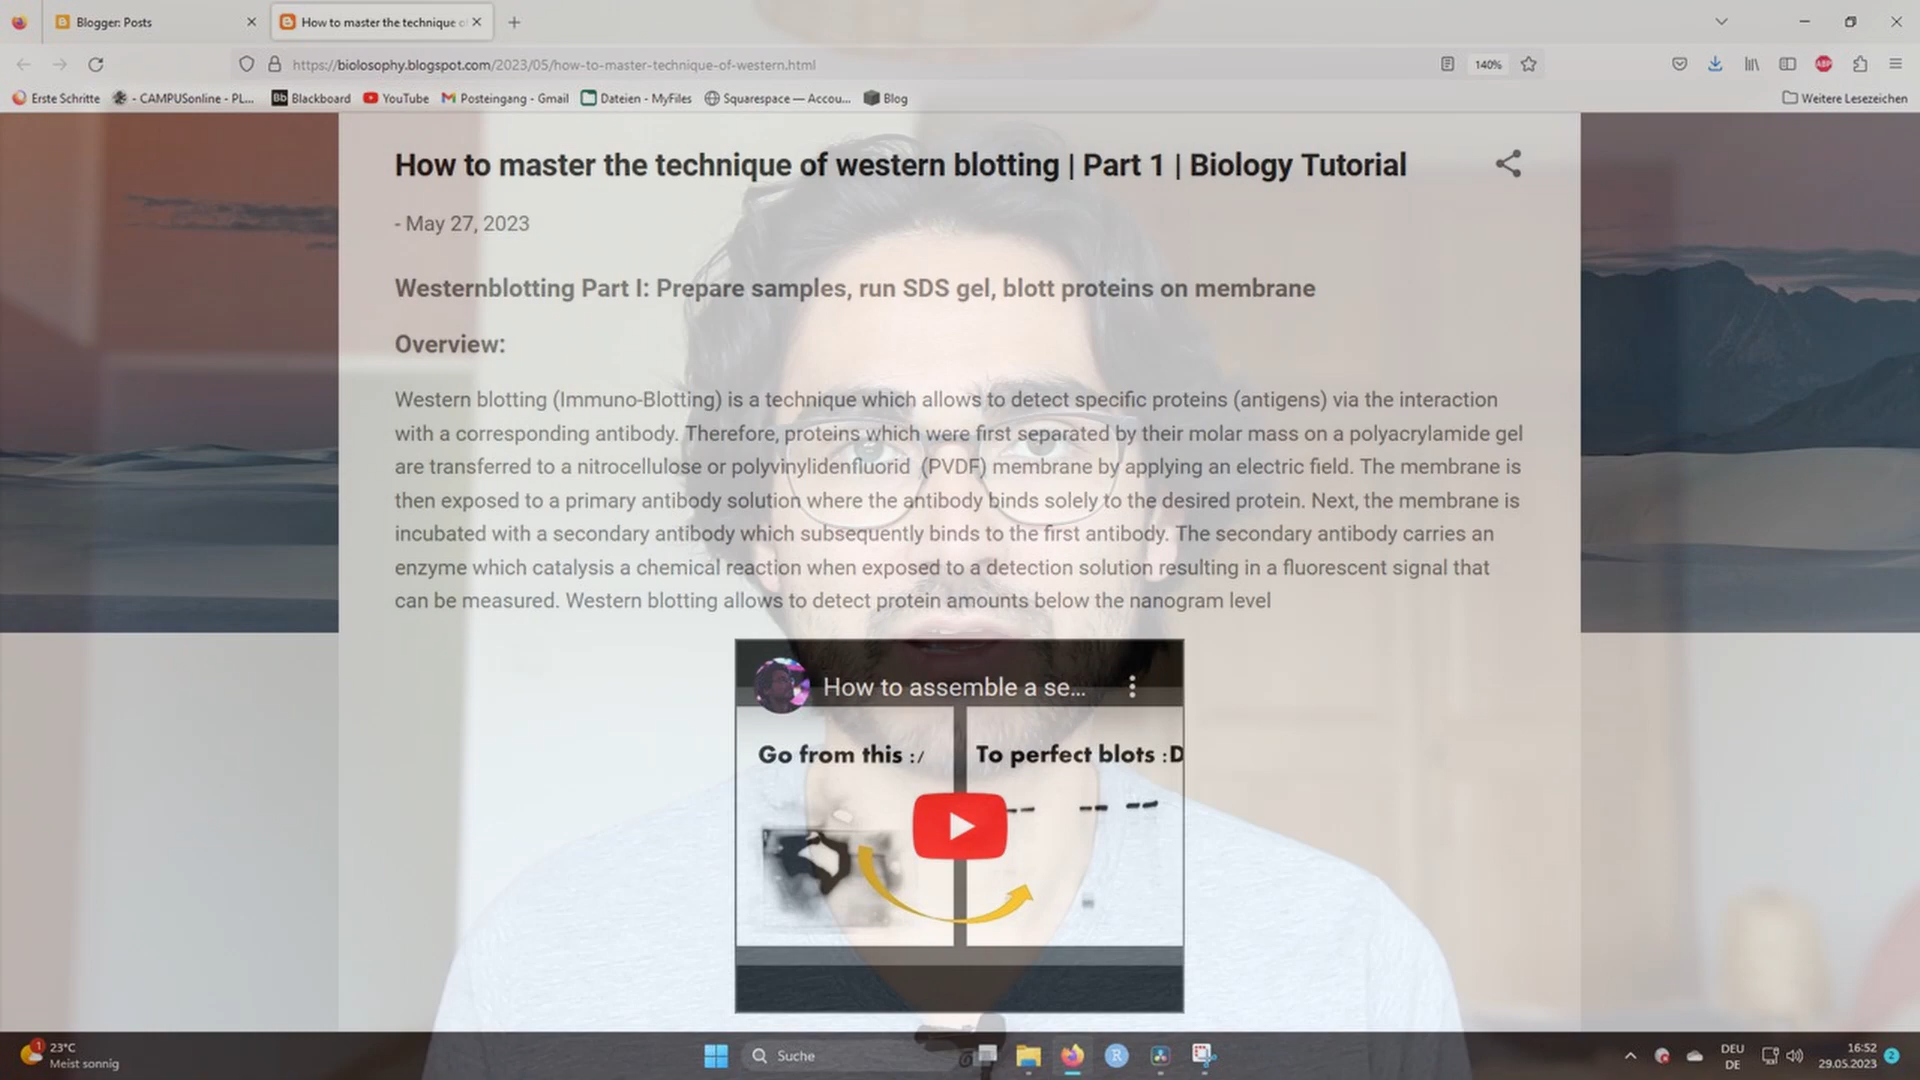 Blogger: Posts
How to master the technique o
https://biolosophy.blogspot.com/2023/05/how-to-master-technique-of-western.html
140%
ABP
Erste Schritte
- CAMPUSonline - PL...
Bb Blackboard
YouTube
Posteingang - Gmail
Dateien - MyFiles
Squarespace — Accou...
Blog
Weitere Lesezeichen
How to master the technique of western blotting | Part 1 | Biology Tutorial
- May 27, 2023
Westernblotting Part I: Prepare samples, run SDS gel, blott proteins on membrane
Overview:
Western blotting (Immuno-Blotting) is a technique which allows to detect specific proteins (antigens) via the interaction
with a corresponding antibody. Therefore, proteins which were first separated by their molar mass on a polyacrylamide gel
are transferred to a nitrocellulose or polyvinylidenfluorid (PVDF) membrane by applying an electric field. The membrane is
then exposed to a primary antibody solution where the antibody binds solely to the desired protein. Next, the membrane is
incubated with a secondary antibody which subsequently binds to the first antibody. The secondary antibody carries an
enzyme which catalysis a chemical reaction when exposed to a detection solution resulting in a fluorescent signal that
can be measured. Western blotting allows to detect protein amounts below the nanogram level
How to assemble a se...
Go from this :/
To perfect blots :D
1
23°C
Meist sonnig
Suche
R
DEU
DE
16:52
29.05.2023
2